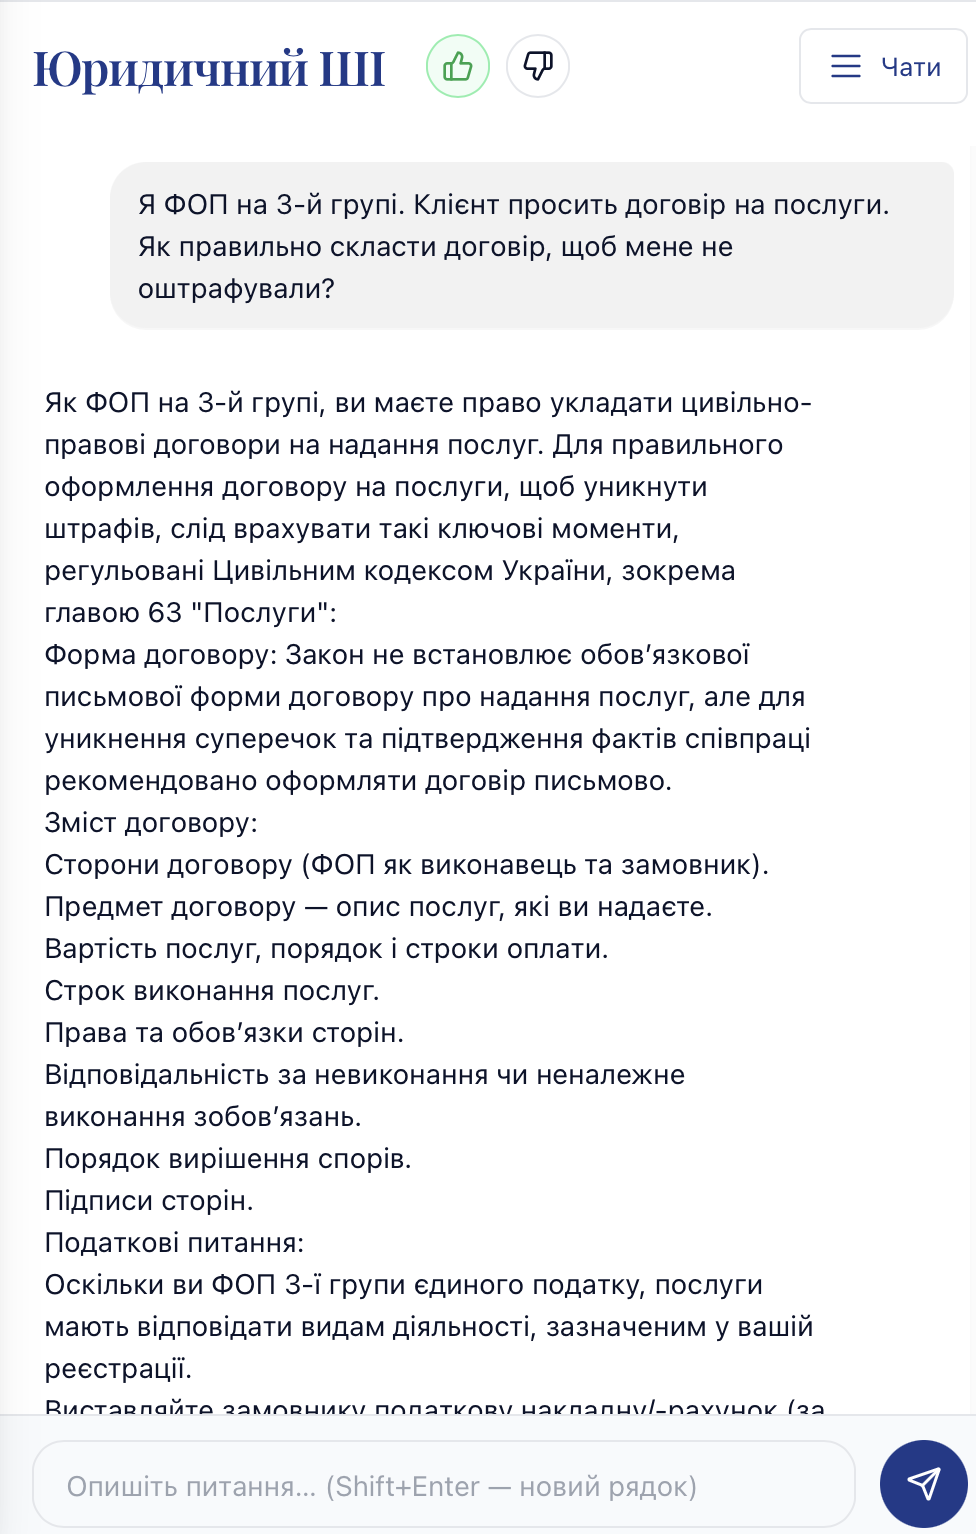 Юридичний ШІ
Чати
Я ФОП на 3-й групі. Клієнт просить договір на послуги.
Як правильно скласти договір, щоб мене не
оштрафували?
Як ФОП на 3-й групі, ви маєте право укладати цивільно-
правові договори на надання послуг. Для правильного
оформлення договору на послуги, щоб уникнути
штрафів, слід врахувати такі ключові моменти,
регульовані Цивільним кодексом України, зокрема
главою 63 "Послуги":
Форма договору: Закон не встановлює обов’язкової
письмової форми договору про надання послуг, але для
уникнення суперечок та підтвердження фактів співпраці
рекомендовано оформляти договір письмово.
Зміст договору:
Сторони договору (ФОП як виконавець та замовник).
Предмет договору — опис послуг, які ви надаєте.
Вартість послуг, порядок і строки оплати.
Строк виконання послуг.
Права та обов’язки сторін.
Відповідальність за невиконання чи неналежне
виконання зобов’язань.
Порядок вирішення спорів.
Підписи сторін.
Податкові питання:
Оскільки ви ФОП 3-ї групи єдиного податку, послуги
мають відповідати видам діяльності, зазначеним у вашій
реєстрації.
Виставляйте замовнику податкову накладну/-рахунок (за
Опишіть питання... (Shift+Enter — новий рядок)